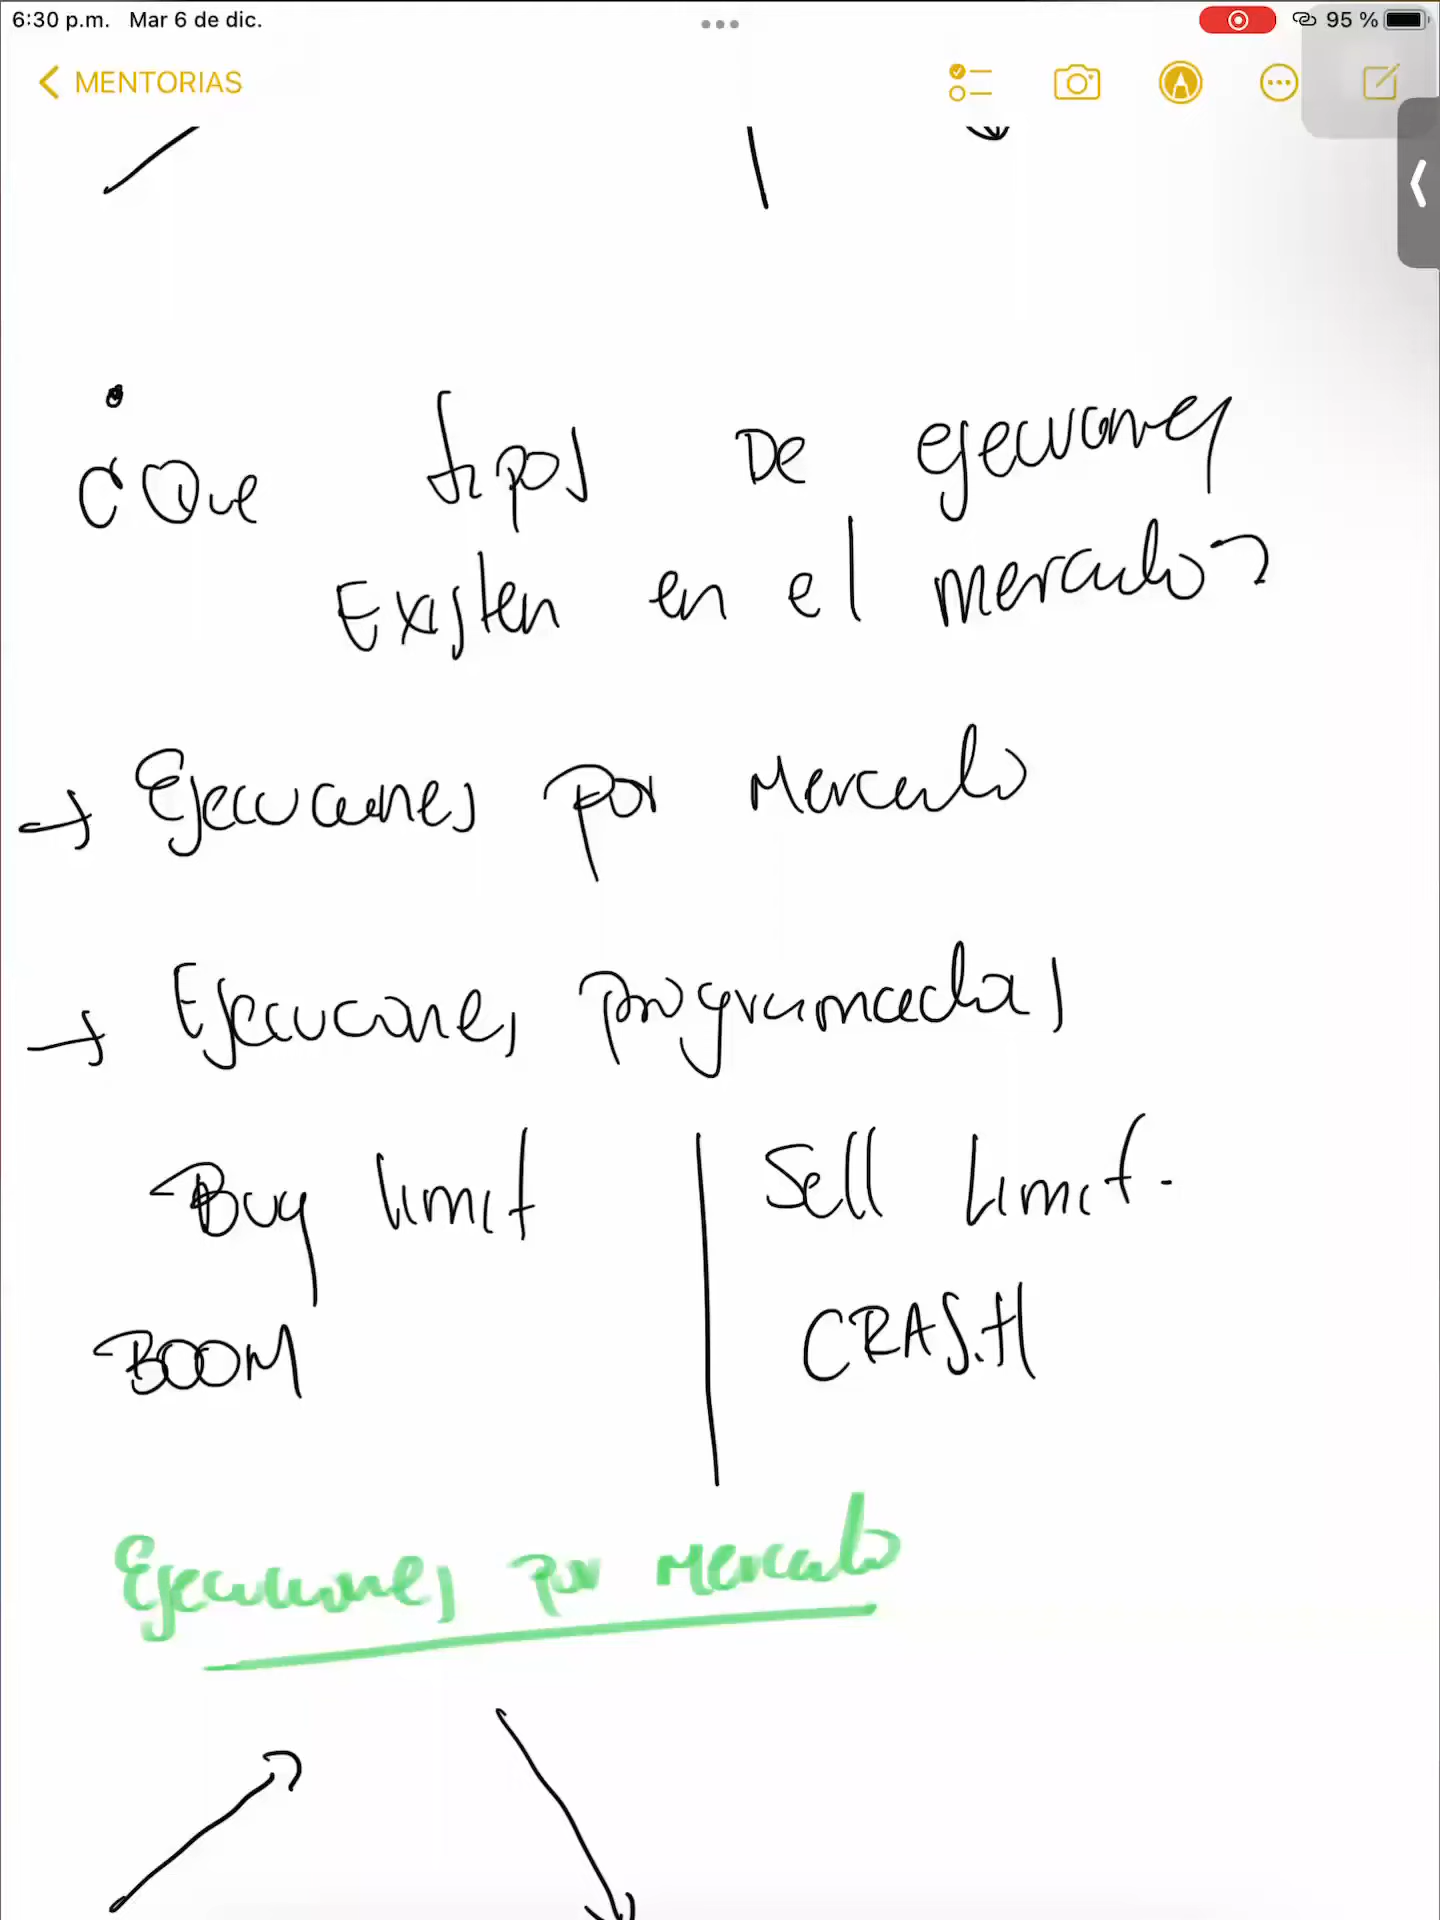 6:30 p.m. Mar 6 de dic. 95 %
MENTORIAS
¿Que tipos De ejecuciones
Existen en el mercado?
→ Ejecuciones por Mercado
→ Ejecuciones programadas
Buy limit | Sell Limit.
BOOM | CRASH
Ejecuciones por Mercado